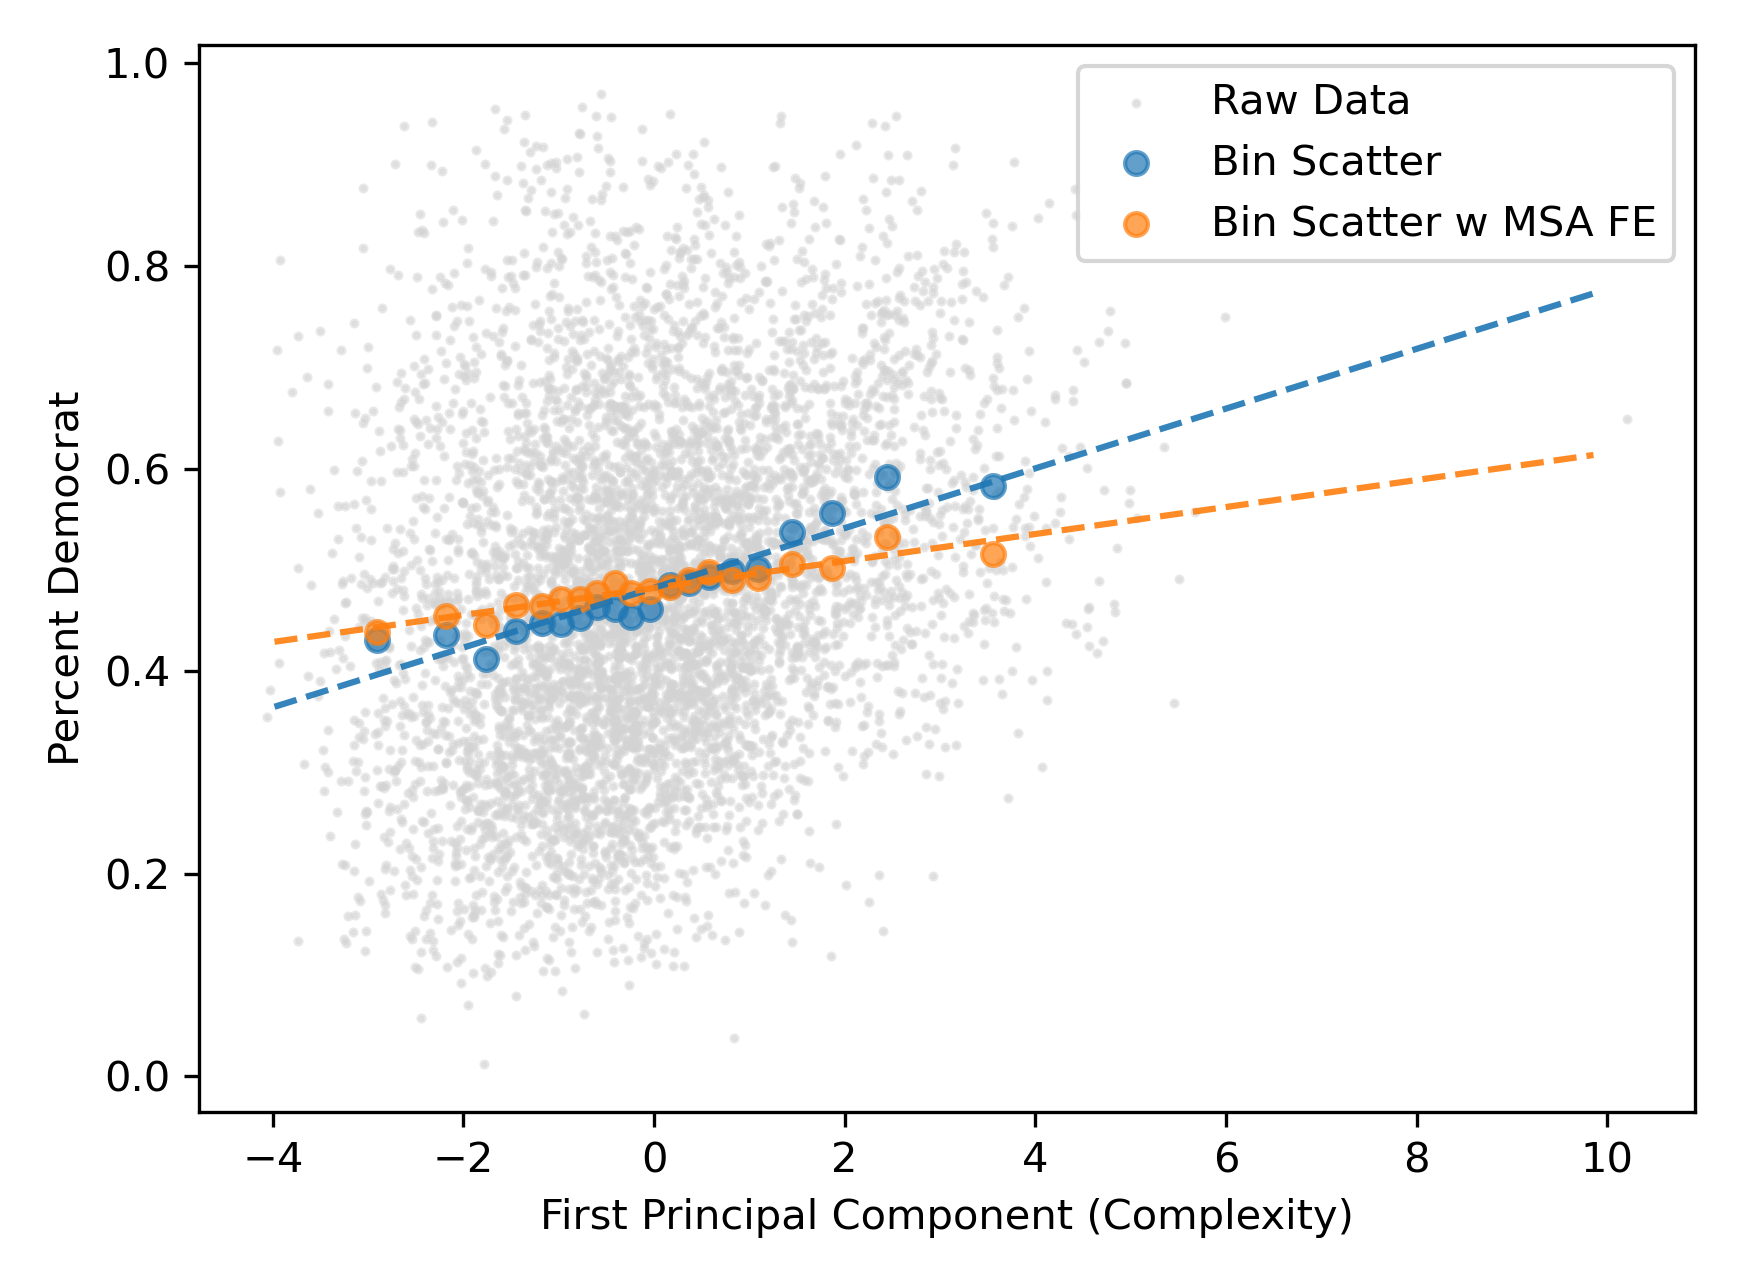 Raw Data
Bin Scatter
Bin Scatter w MSA FE
1.0
0.8
0.6
0.4
0.2
0.0
Percent Democrat
−4 −2 0 2 4 6 8 10
First Principal Component (Complexity)